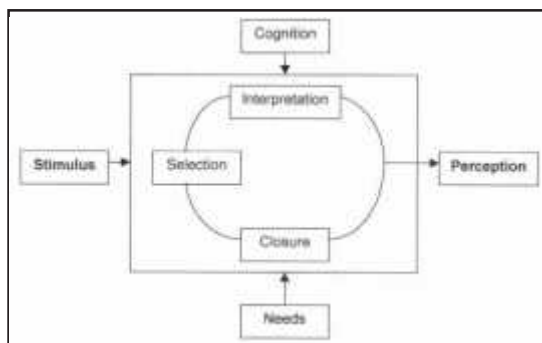 Cognition
Interpretation
Stimulus
Selection
Perception
Closure
Needs